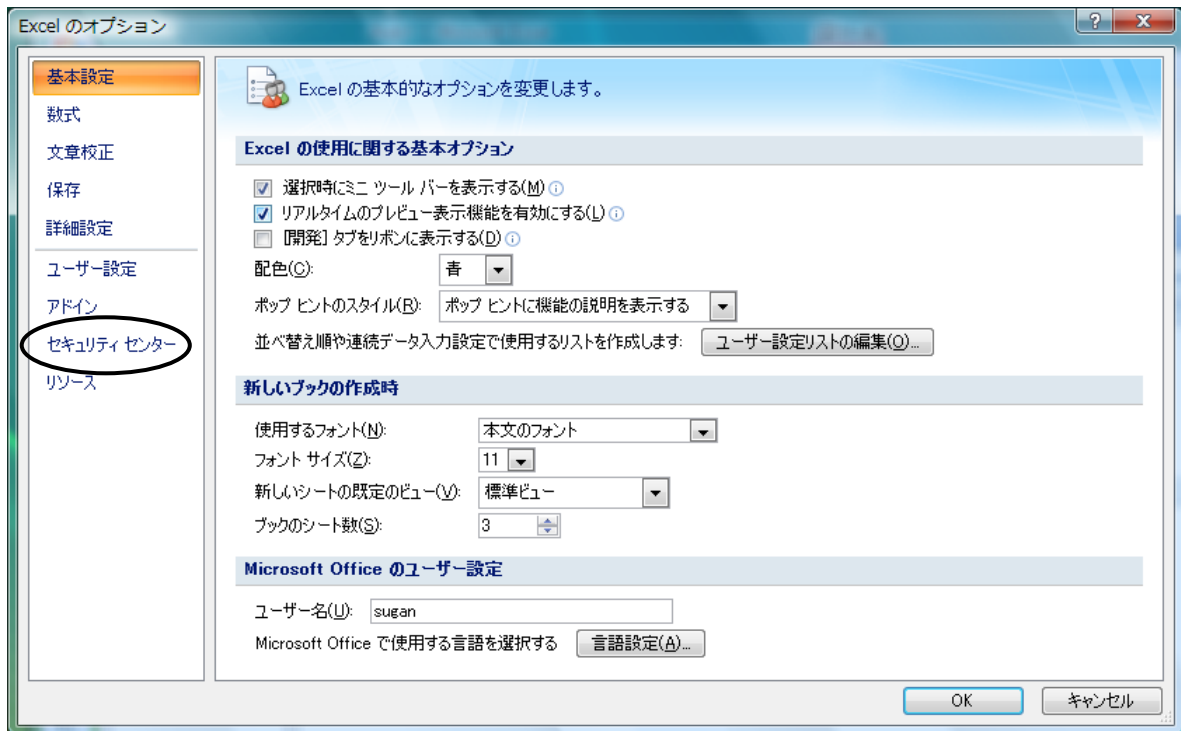 Excel のオプション
基本設定
数式
文章校正
保存
詳細設定
ユーザー設定
アドイン
セキュリティ センター
リソース
Excel の基本的なオプションを変更します。
Excel の使用に関する基本オプション
選択時にミニ ツール バーを表示する(M)
リアルタイムのプレビュー表示機能を有効にする(L)
[開発] タブをリボンに表示する(D)
配色(C): 青
ポップ ヒントのスタイル(R): ポップ ヒントに機能の説明を表示する
並べ替え順や連続データ入力設定で使用するリストを作成します: ユーザー設定リストの編集(O)...
新しいブックの作成時
使用するフォント(N): 本文のフォント
フォント サイズ(Z): 11
新しいシートの既定のビュー(V): 標準ビュー
ブックのシート数(S): 3
Microsoft Office のユーザー設定
ユーザー名(U): sugan
Microsoft Office で使用する言語を選択する 言語設定(A)...
OK キャンセル